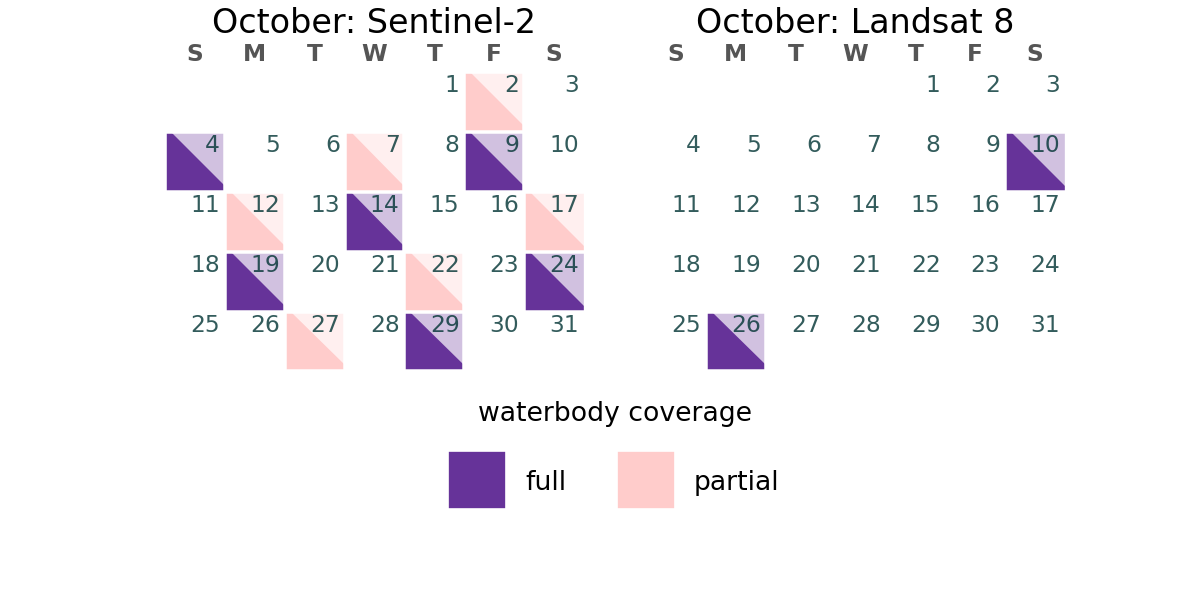 October: Sentinel-2
S M T W T F S
1 2 3
4 5 6 7 8 9 10
11 12 13 14 15 16 17
18 19 20 21 22 23 24
25 26 27 28 29 30 31
October: Landsat 8
S M T W T F S
1 2 3
4 5 6 7 8 9 10
11 12 13 14 15 16 17
18 19 20 21 22 23 24
25 26 27 28 29 30 31
waterbody coverage
full partial